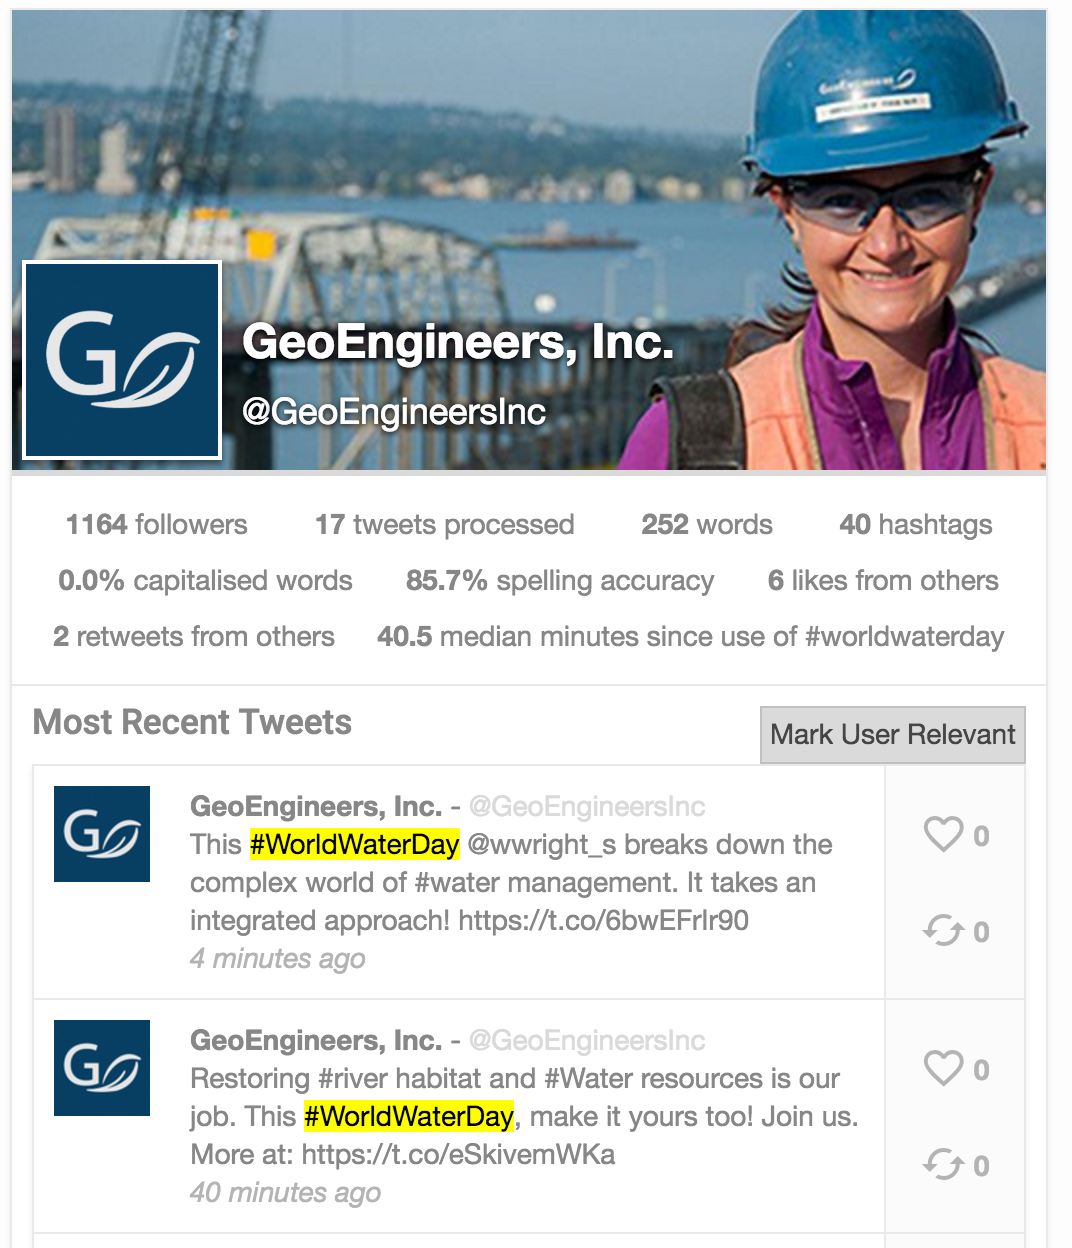 GeoEngineers
GeoEngineers, Inc.
@GeoEngineersInc
1164 followers 17 tweets processed 252 words 40 hashtags
0.0% capitalised words 85.7% spelling accuracy 6 likes from others
2 retweets from others 40.5 median minutes since use of #worldwaterday
Most Recent Tweets
Mark User Relevant
GeoEngineers, Inc. - @GeoEngineersInc
This #WorldWaterDay @wwright_s breaks down the
complex world of #water management. It takes an
integrated approach! https://t.co/6bwEFrIr90
4 minutes ago
0
0
GeoEngineers, Inc. - @GeoEngineersInc
Restoring #river habitat and #Water resources is our
job. This #WorldWaterDay, make it yours too! Join us.
More at: https://t.co/eSkivemWKa
40 minutes ago
0
0